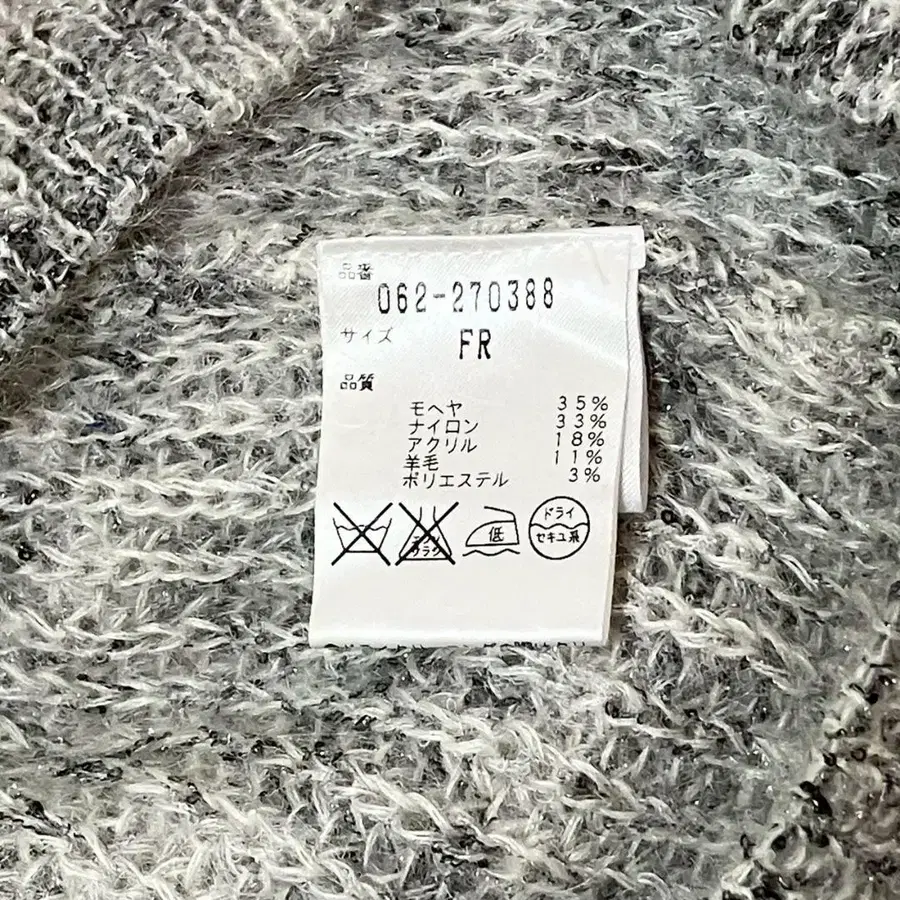 品番
062-270388
サイズ
FR
品質
モヘヤ 35%
ナイロン 33%
アクリル 18%
羊毛 11%
ポリエステル 3%
低
ドライ
セキユ系